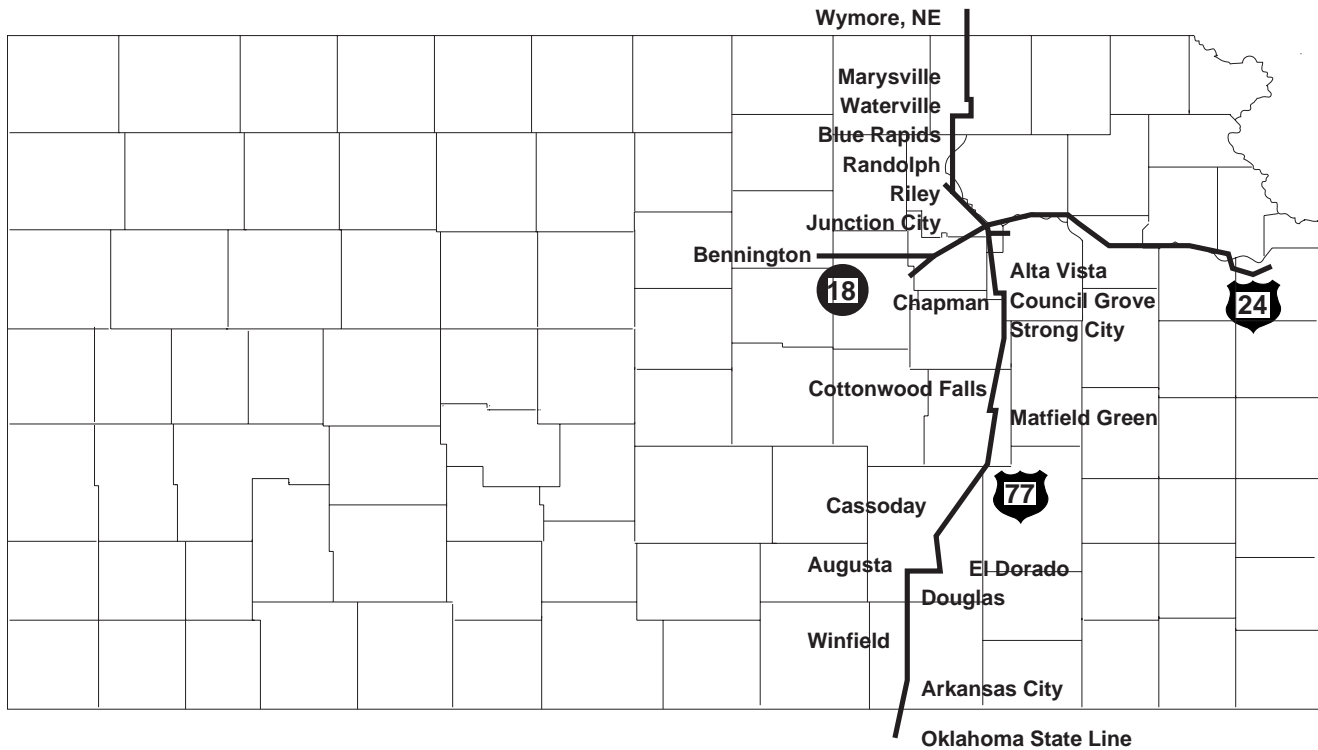 Wymore, NE
Marysville
Waterville
Blue Rapids
Randolph
Riley
Junction City
Bennington
18
Chapman
Alta Vista
Council Grove
Strong City
24
Cottonwood Falls
Matfield Green
77
Cassoday
Augusta
El Dorado
Douglas
Winfield
Arkansas City
Oklahoma State Line